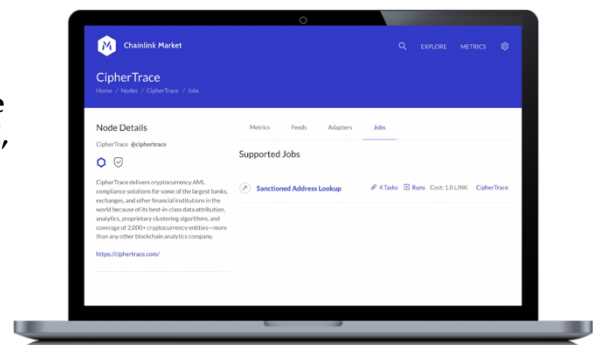 M Chainlink Market
EXPLORE METRICS
CipherTrace
Home / Nodes / CipherTrace / Jobs
e
,
Node Details
CipherTrace @ciphertrace
CipherTrace delivers cryptocurrency AML
compliance solutions for some of the largest banks,
exchanges, and other financial institutions in the
world because of its best-in-class data attribution,
analytics, proprietary clustering algorithms, and
coverage of 2,000+ cryptocurrency entities—more
than any other blockchain analytics company.
https://ciphertrace.com/
Metrics Feeds Adapters Jobs
Supported Jobs
Sanctioned Address Lookup 4 Tasks Runs Cost: 1.0 LINK CipherTrace